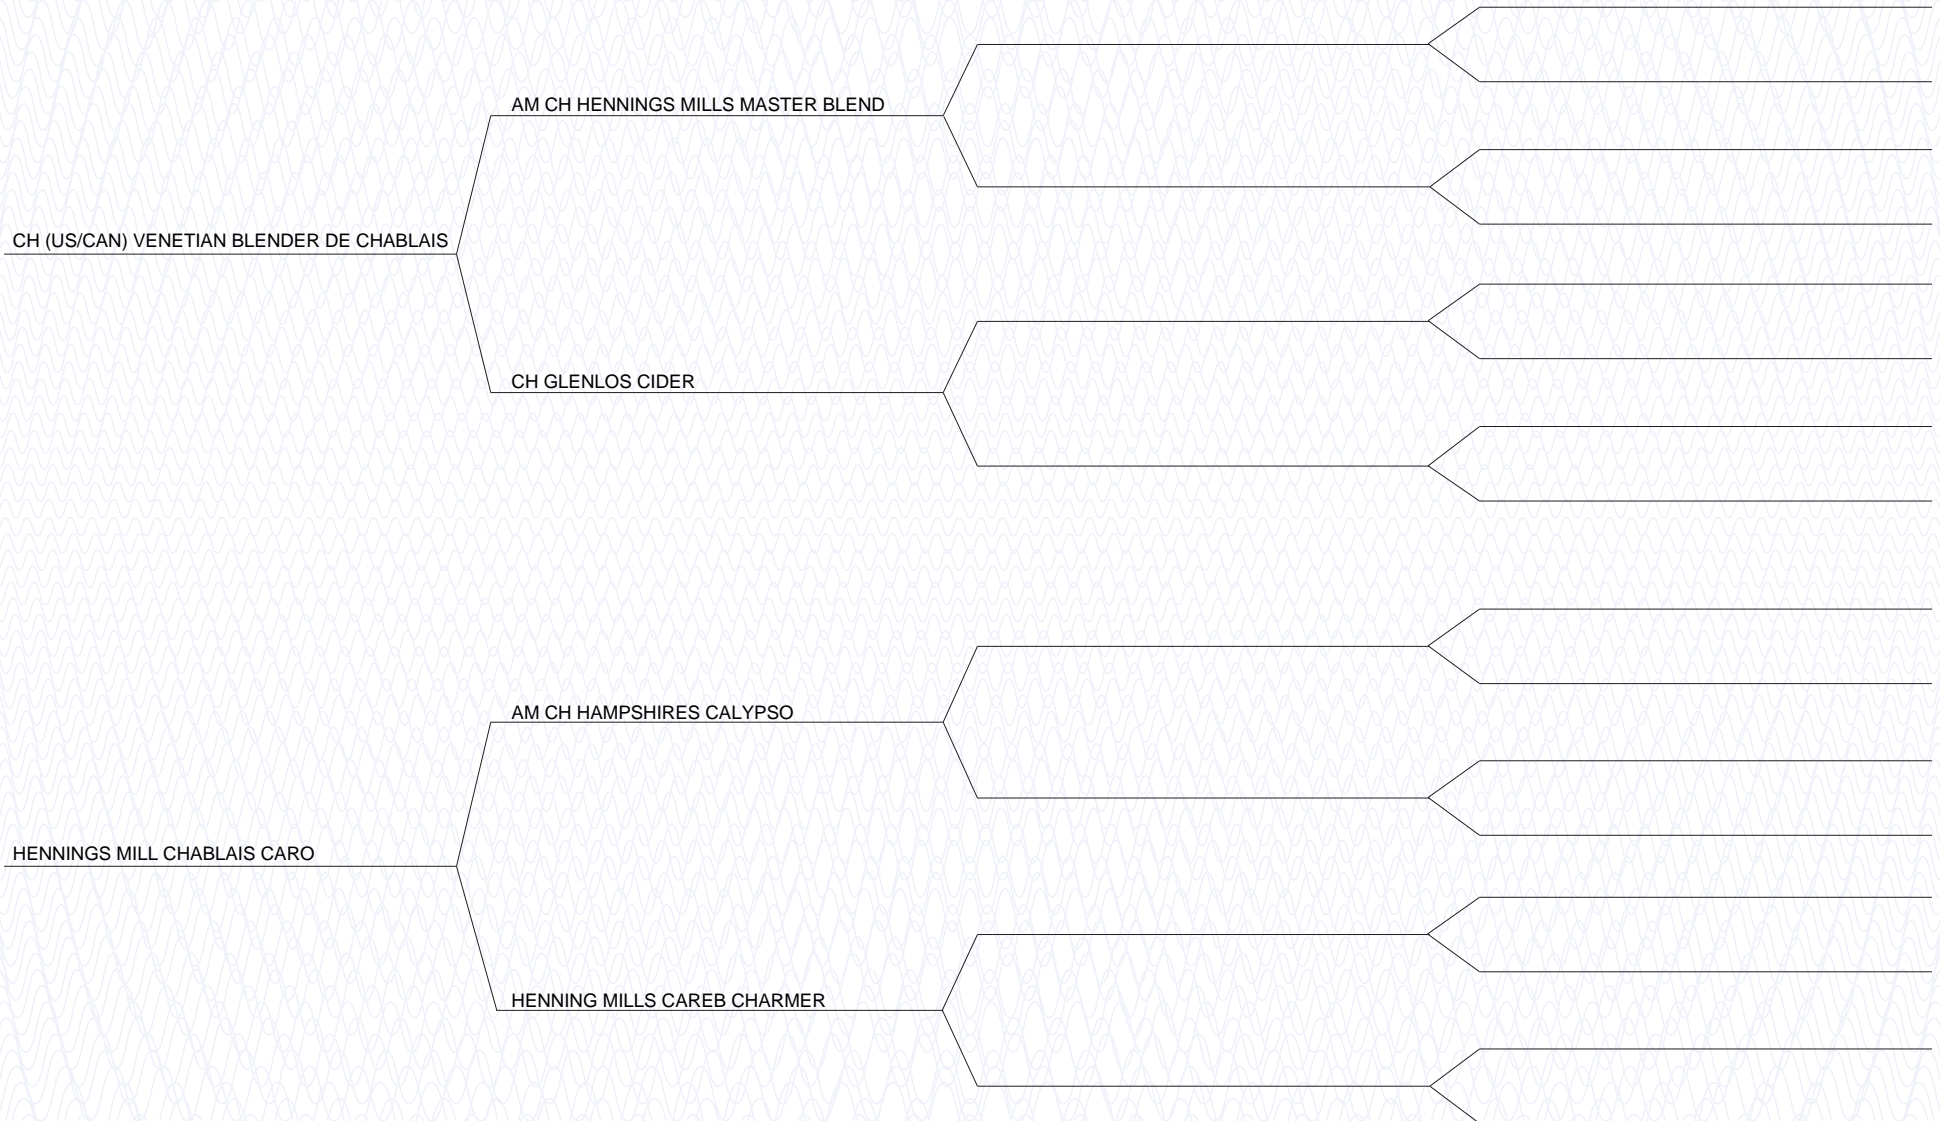 AM CH HENNINGS MILLS MASTER BLEND
CH (US/CAN) VENETIAN BLENDER DE CHABLAIS
CH GLENLOS CIDER
AM CH HAMPSHIRES CALYPSO
HENNINGS MILL CHABLAIS CARO
HENNING MILLS CAREB CHARMER